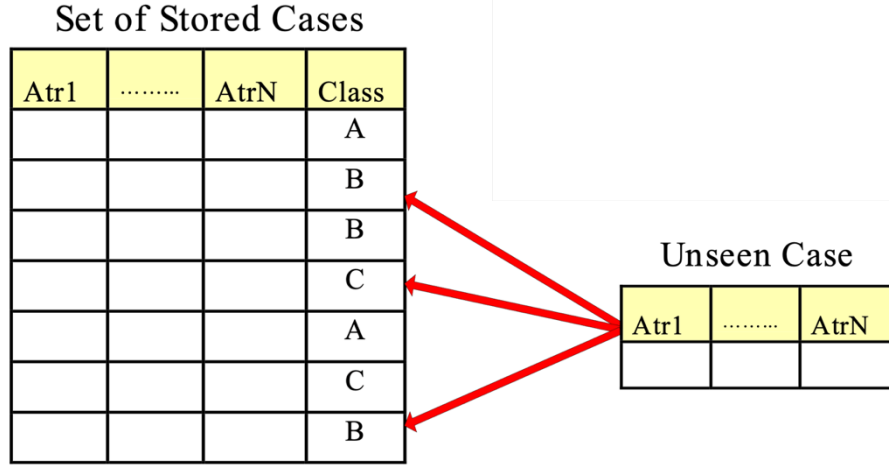 Set of Stored Cases
Atr1 ……... AtrN Class
A
B
B
C
A
C
B
Unseen Case
Atr1 ……... AtrN